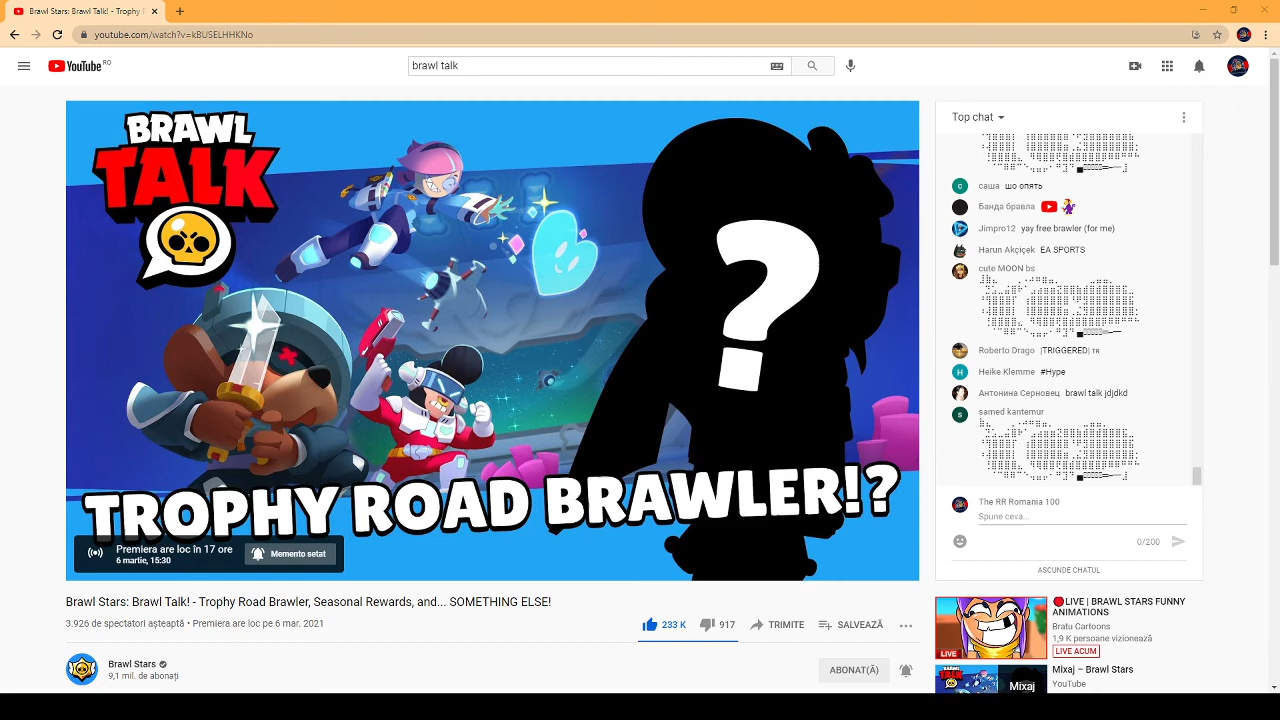 Brawl Stars: Brawl Talk! - Trophy R
youtube.com/watch?v=kBUSELHHKNo
YouTube RO
brawl talk
BRAWL
TALK
?
TROPHY ROAD BRAWLER!?
Premiera are loc în 17 ore
6 martie, 15:30
Memento setat
Brawl Stars: Brawl Talk! - Trophy Road Brawler, Seasonal Rewards, and... SOMETHING ELSE!
3.926 de spectatori așteaptă • Premiera are loc pe 6 mar. 2021
233 K
917
TRIMITE
SALVEAZĂ
Brawl Stars
9,1 mil. de abonați
ABONAT(Ă)
Top chat
c
саша шо опять
Банда бравла
Jimpro12 yay free brawler (for me)
Harun Akçiçek EA SPORTS
cute MOON bs
Roberto Drago |TRIGGERED| TR
H
Heike Klemme #Hype
Антонина Серновец brawl talk jdjdkd
s
samed kantemur
The RR Romania 100
Spune ceva...
0/200
ASCUNDE CHATUL
LIVE
LIVE | BRAWL STARS FUNNY
ANIMATIONS
Bratu Cartoons
1,9 K persoane vizionează
LIVE ACUM
BRAWL
TALK
Mixaj
Mixaj – Brawl Stars
YouTube